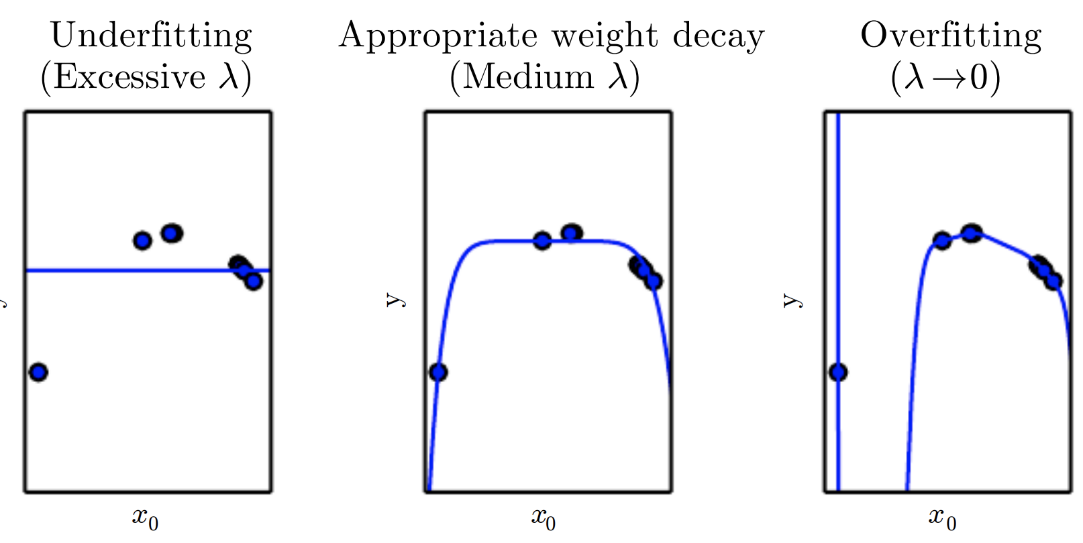 Underfitting
(Excessive λ)
Appropriate weight decay
(Medium λ)
Overfitting
(λ→0)
y
x₀
y
x₀
y
x₀